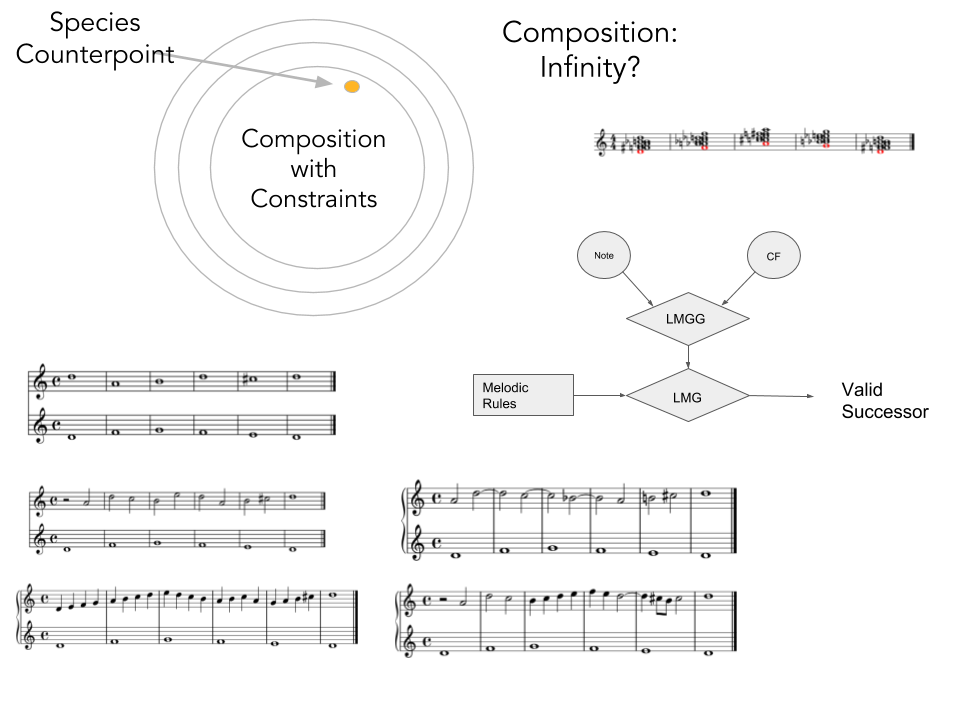 Species
Counterpoint
Composition:
Infinity?
Composition
with
Constraints
Note
CF
LMGG
Melodic
Rules
LMG
Valid
Successor